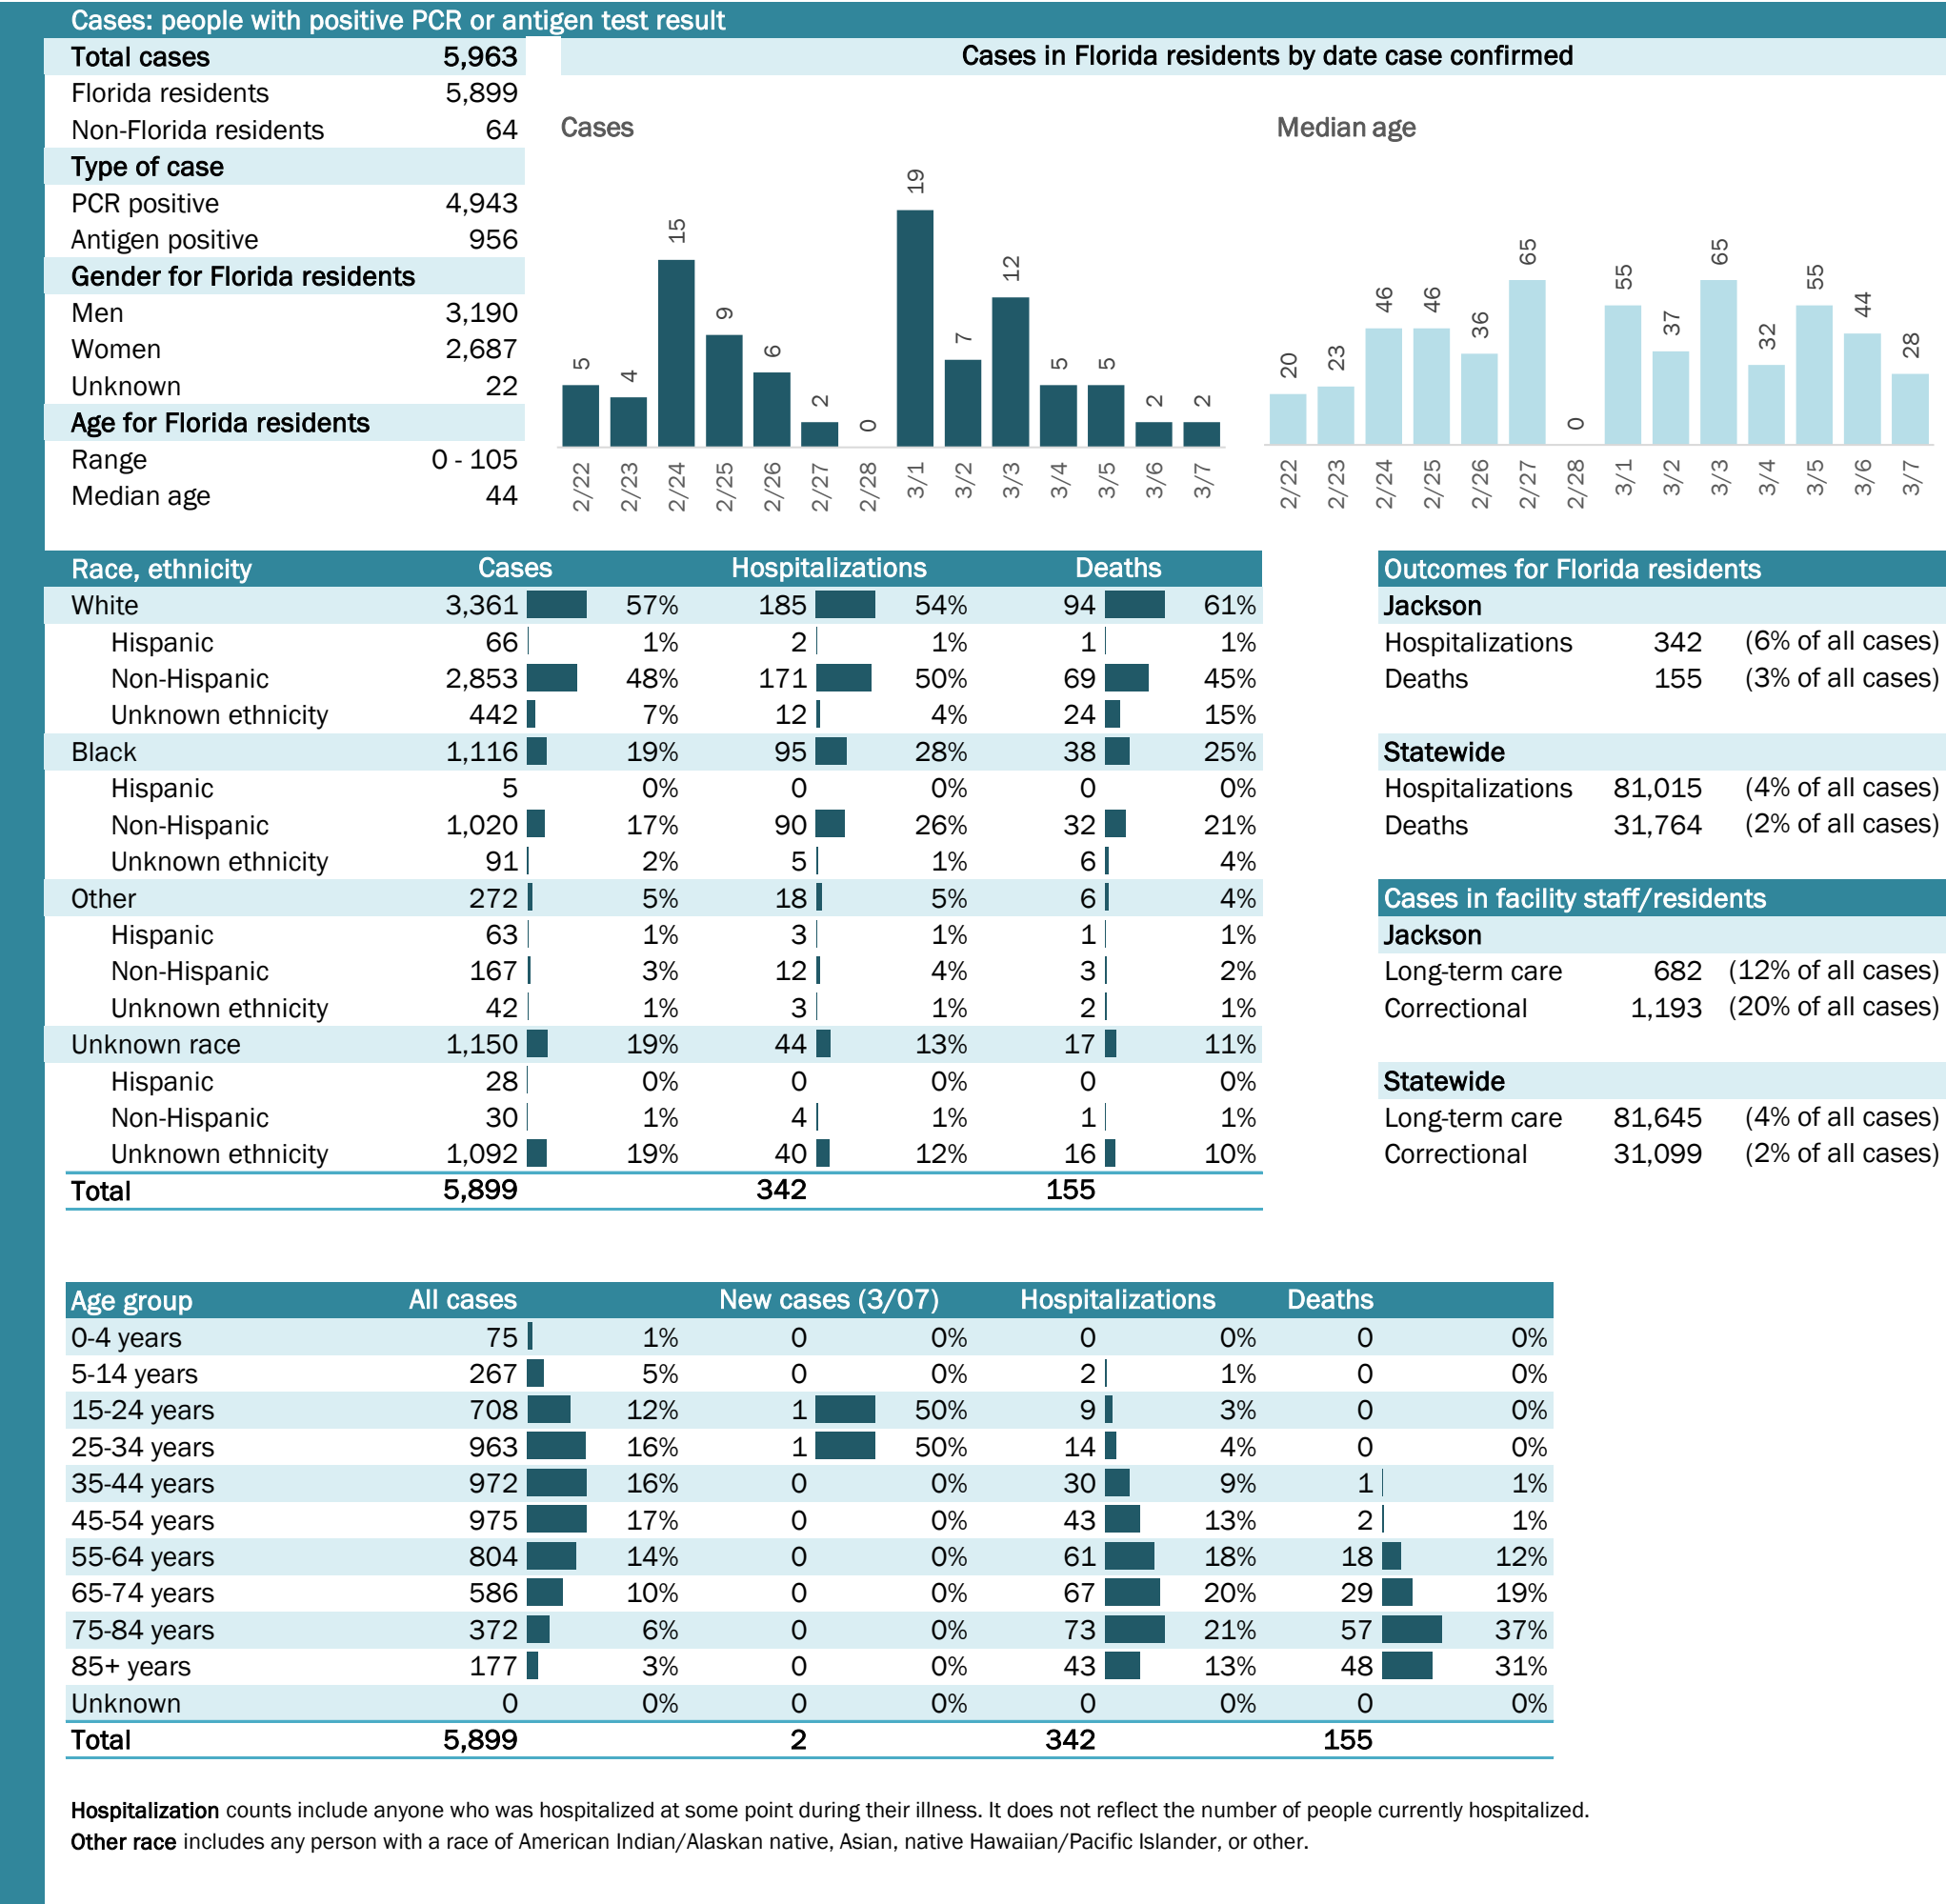 Cases: people with positive PCR or antigen test result
Total cases 5,963
Florida residents 5,899
Non-Florida residents 64
Type of case
PCR positive 4,943
Antigen positive 956
Gender for Florida residents
Men 3,190
Women 2,687
Unknown 22
Age for Florida residents
Range 0 - 105
Median age 44
Cases in Florida residents by date case confirmed
Cases
5 4 15 9 6 2 0 19 7 12 5 5 2 2
2/22 2/23 2/24 2/25 2/26 2/27 2/28 3/1 3/2 3/3 3/4 3/5 3/6 3/7
Median age
20 23 46 46 36 65 0 55 37 65 32 55 44 28
2/22 2/23 2/24 2/25 2/26 2/27 2/28 3/1 3/2 3/3 3/4 3/5 3/6 3/7
Race, ethnicity Cases Hospitalizations Deaths
White 3,361 57% 185 54% 94 61%
Hispanic 66 1% 2 1% 1 1%
Non-Hispanic 2,853 48% 171 50% 69 45%
Unknown ethnicity 442 7% 12 4% 24 15%
Black 1,116 19% 95 28% 38 25%
Hispanic 5 0% 0 0% 0 0%
Non-Hispanic 1,020 17% 90 26% 32 21%
Unknown ethnicity 91 2% 5 1% 6 4%
Other 272 5% 18 5% 6 4%
Hispanic 63 1% 3 1% 1 1%
Non-Hispanic 167 3% 12 4% 3 2%
Unknown ethnicity 42 1% 3 1% 2 1%
Unknown race 1,150 19% 44 13% 17 11%
Hispanic 28 0% 0 0% 0 0%
Non-Hispanic 30 1% 4 1% 1 1%
Unknown ethnicity 1,092 19% 40 12% 16 10%
Total 5,899 342 155
Outcomes for Florida residents
Jackson
Hospitalizations 342 (6% of all cases)
Deaths 155 (3% of all cases)
Statewide
Hospitalizations 81,015 (4% of all cases)
Deaths 31,764 (2% of all cases)
Cases in facility staff/residents
Jackson
Long-term care 682 (12% of all cases)
Correctional 1,193 (20% of all cases)
Statewide
Long-term care 81,645 (4% of all cases)
Correctional 31,099 (2% of all cases)
Age group All cases New cases (3/07) Hospitalizations Deaths
0-4 years 75 1% 0 0% 0 0% 0 0%
5-14 years 267 5% 0 0% 2 1% 0 0%
15-24 years 708 12% 1 50% 9 3% 0 0%
25-34 years 963 16% 1 50% 14 4% 0 0%
35-44 years 972 16% 0 0% 30 9% 1 1%
45-54 years 975 17% 0 0% 43 13% 2 1%
55-64 years 804 14% 0 0% 61 18% 18 12%
65-74 years 586 10% 0 0% 67 20% 29 19%
75-84 years 372 6% 0 0% 73 21% 57 37%
85+ years 177 3% 0 0% 43 13% 48 31%
Unknown 0 0% 0 0% 0 0% 0 0%
Total 5,899 2 342 155
Hospitalization counts include anyone who was hospitalized at some point during their illness. It does not reflect the number of people currently hospitalized.
Other race includes any person with a race of American Indian/Alaskan native, Asian, native Hawaiian/Pacific Islander, or other.